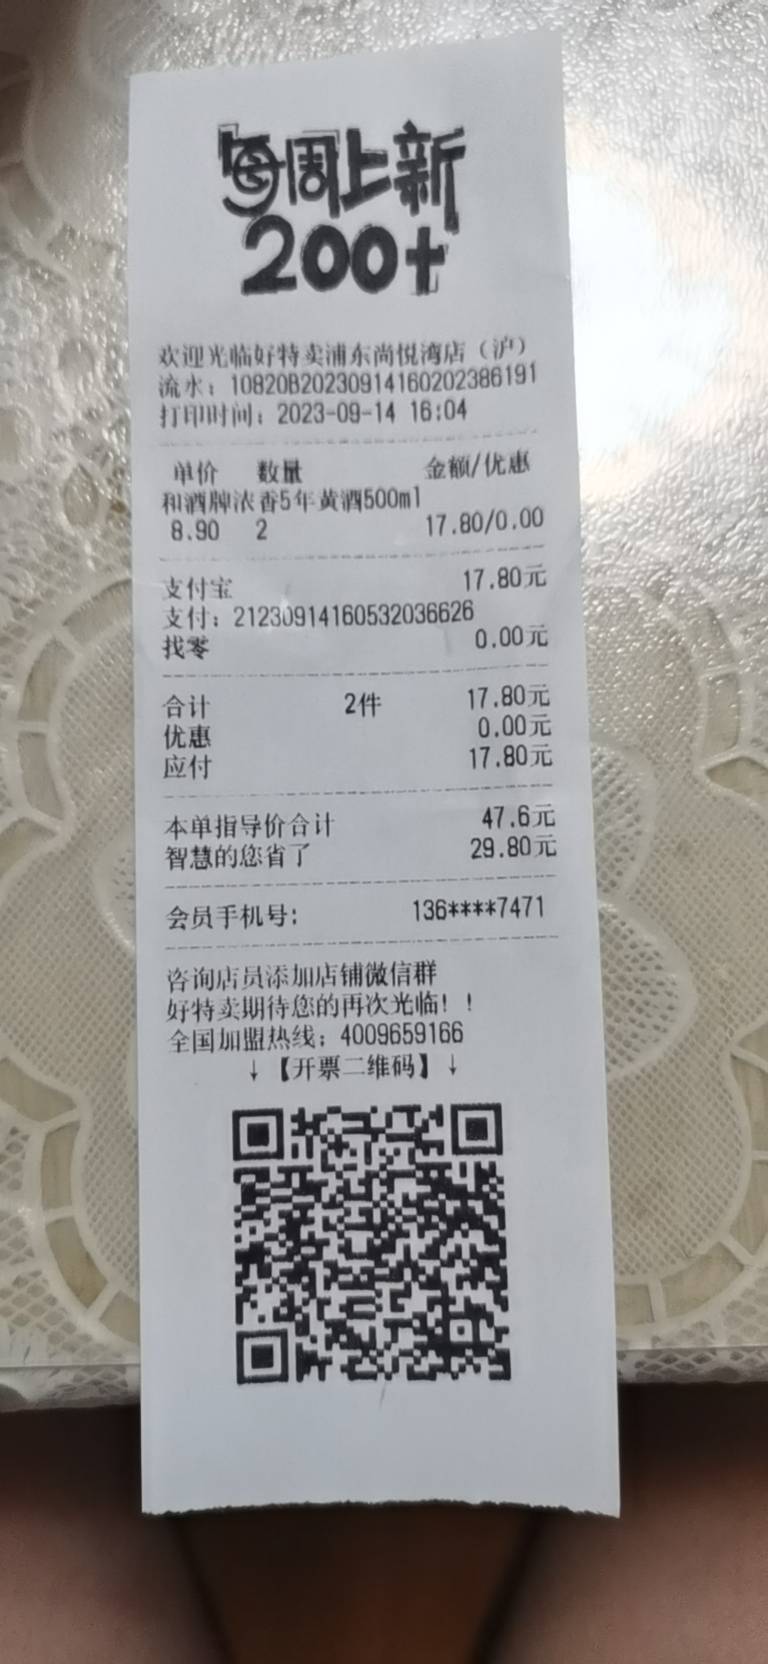 每周上新
200+
欢迎光临好特卖浦东尚悦湾店（沪）
流水：10820B20230914160202386191
打印时间：2023-09-14 16:04
单价 数量 金额/优惠
和酒牌浓香5年黄酒500ml
8.90 2 17.80/0.00
支付宝 17.80元
支付：21230914160532036626
找零 0.00元
合计 2件 17.80元
优惠 0.00元
应付 17.80元
本单指导价合计 47.6元
智慧的您省了 29.80元
会员手机号: 136****7471
咨询店员添加店铺微信群
好特卖期待您的再次光临！！
全国加盟热线：4009659166
↓【开票二维码】↓